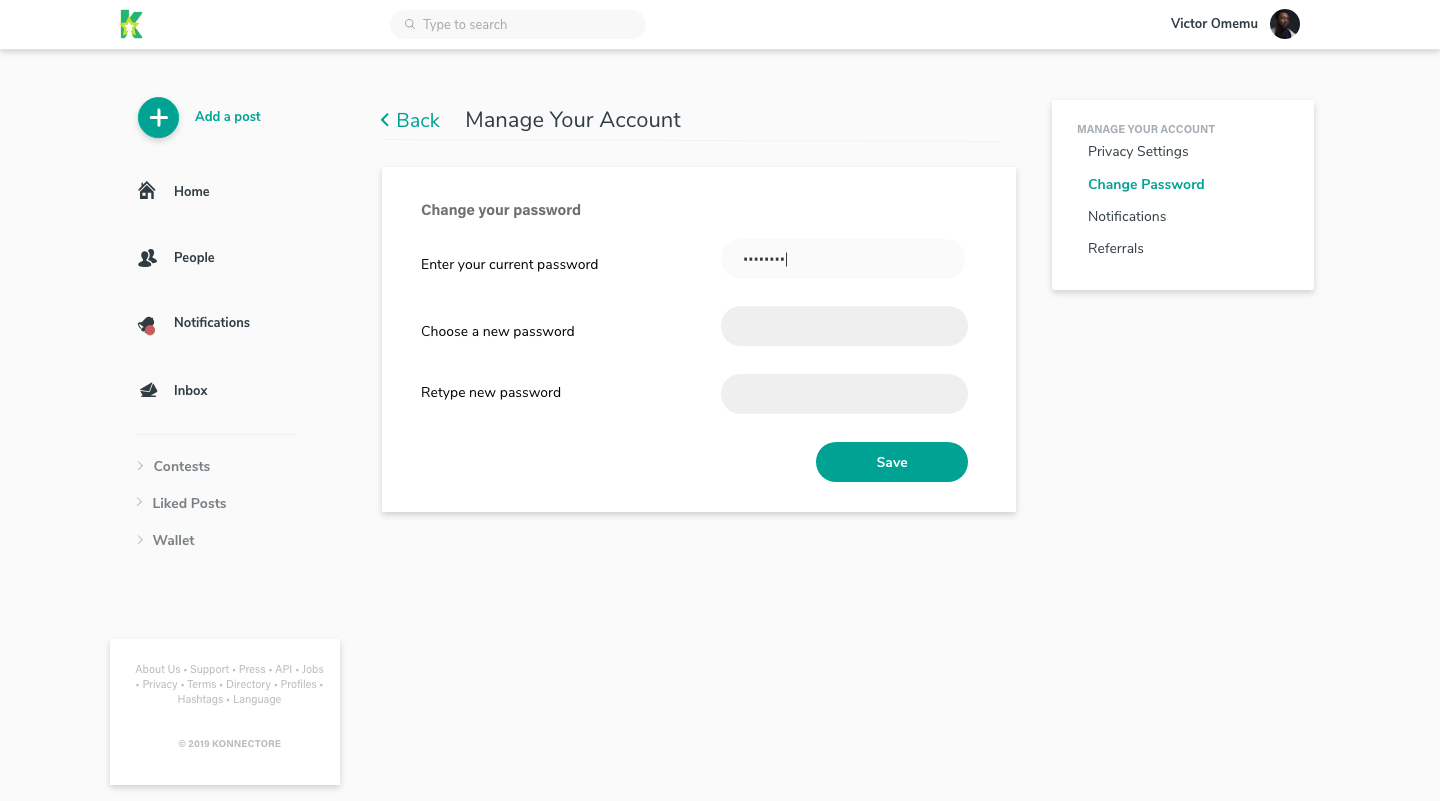 K
Type to search
Victor Omemu
Add a post
Home
People
Notifications
Inbox
Contests
Liked Posts
Wallet
About Us • Support • Press • API • Jobs
• Privacy • Terms • Directory • Profiles •
Hashtags • Language
© 2019 KONNECTORE
Back
Manage Your Account
Change your password
Enter your current password
••••••••
Choose a new password
Retype new password
Save
MANAGE YOUR ACCOUNT
Privacy Settings
Change Password
Notifications
Referrals